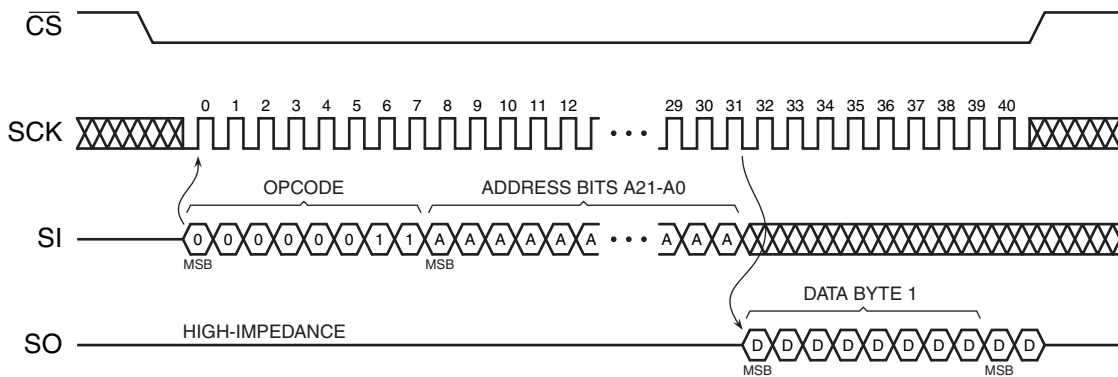 CS
0 1 2 3 4 5 6 7 8 9 10 11 12 29 30 31 32 33 34 35 36 37 38 39 40
SCK
OPCODE ADDRESS BITS A21-A0
SI 0 0 0 0 0 0 1 1 A A A A A A A A A
MSB MSB
DATA BYTE 1
HIGH-IMPEDANCE
SO D D D D D D D D D D
MSB MSB